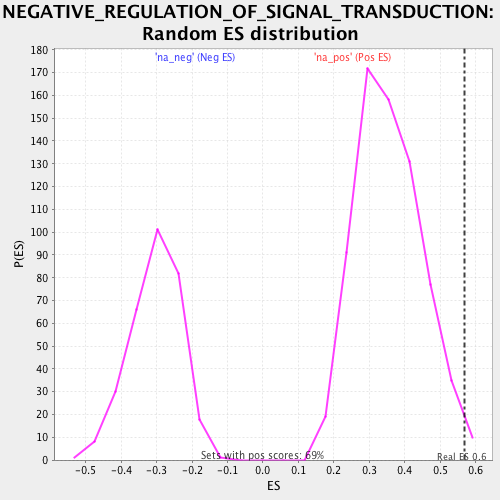 NEGATIVE_REGULATION_OF_SIGNAL_TRANSDUCTION:
Random ES distribution
'na_neg' (Neg ES) 'na_pos' (Pos ES)
180
170
160
150
140
130
120
110
100
90
80
70
60
50
40
30
20
10
0
P(ES)
Sets with pos scores: 69%
Real ES 0.6
-0.5 -0.4 -0.3 -0.2 -0.1 0.0 0.1 0.2 0.3 0.4 0.5 0.6
ES